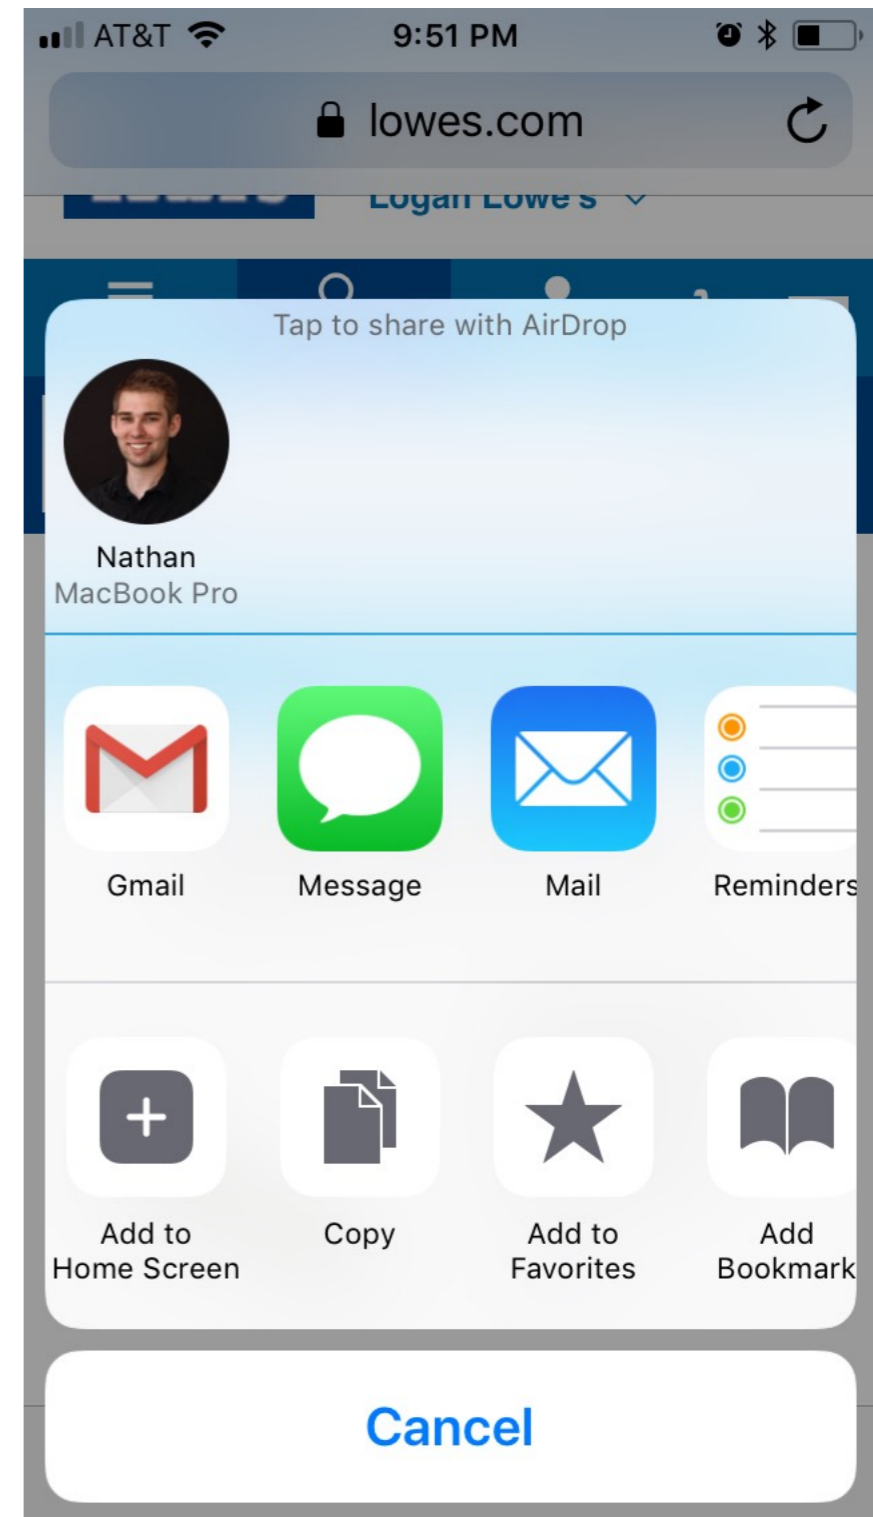 AT&T 9:51 PM
lowes.com
Logan Lowe's
Tap to share with AirDrop
Nathan
MacBook Pro
Gmail Message Mail Reminders
Add to Home Screen
Copy
Add to Favorites
Add Bookmark
Cancel